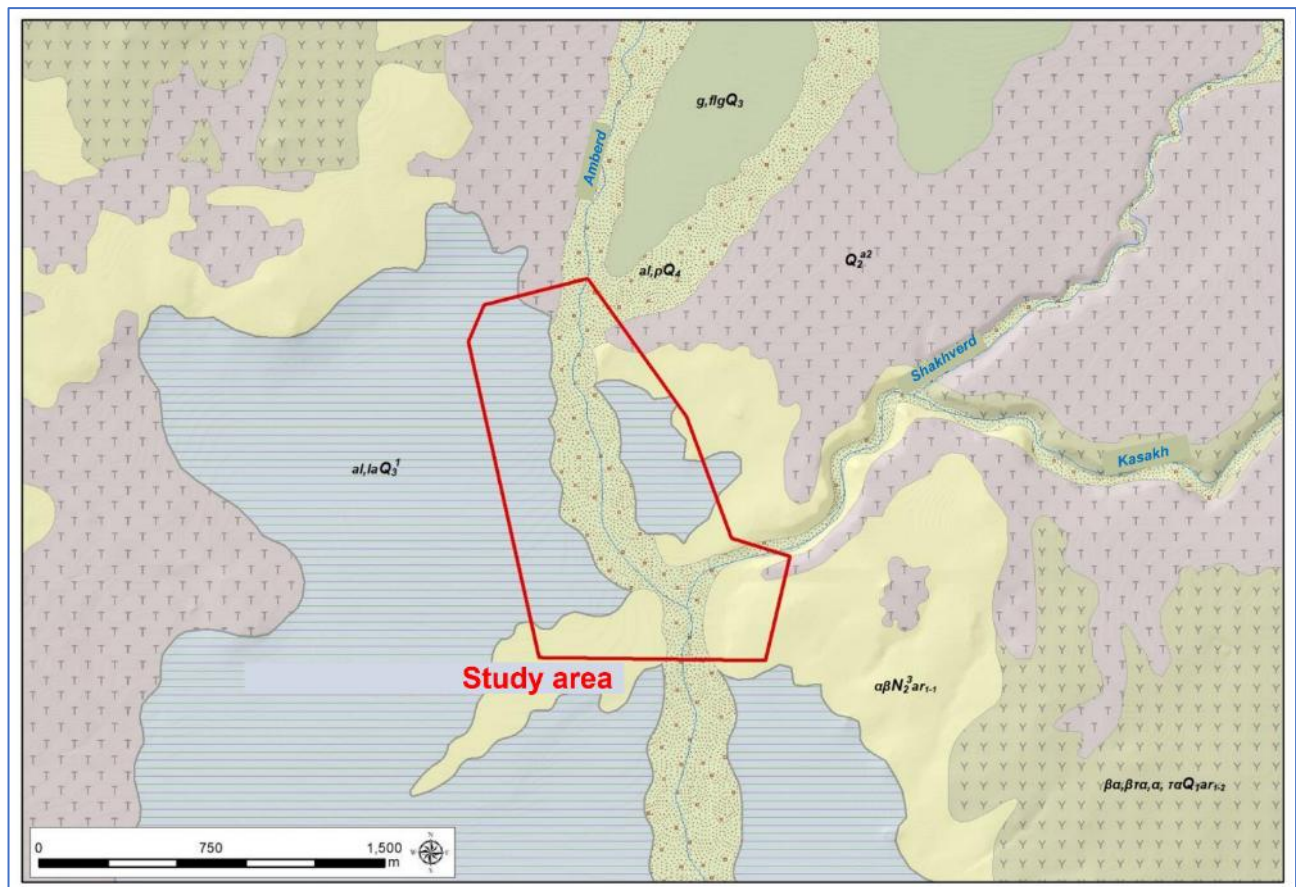 g,flgQ₃
Amberd
al,pQ₄
Q₂ᵃ²
Shakhverd
Kasakh
al,laQ₃¹
Study area
αβN₂³ar₁₋₁
βα,βτα,α, ταQ₁ar₁₋₂
0 750 1,500
m
N
W E
S